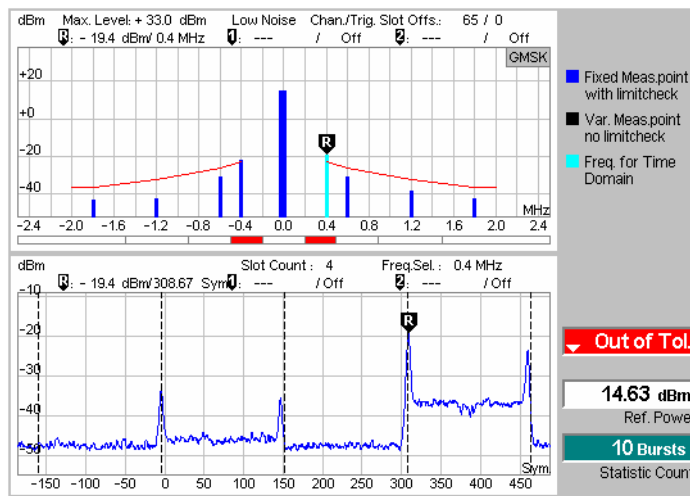 dBm Max. Level: + 33.0 dBm Low Noise Chan./Trig. Slot Offs.: 65 / 0
R: - 19.4 dBm/ 0.4 MHz 1: --- / Off 2: --- / Off
GMSK
+20
+0
-20
-40
R
MHz
-2.4 -2.0 -1.6 -1.2 -0.8 -0.4 0.0 0.4 0.8 1.2 1.6 2.0 2.4
Fixed Meas.point
with limitcheck
Var. Meas.point
no limitcheck
Freq. for Time
Domain
dBm Slot Count : 4 Freq.Sel. : 0.4 MHz
R: - 19.4 dBm/308.67 Sym 1: --- / Off 2: --- / Off
-10
-20
-30
-40
-50
R
Sym.
-150 -100 -50 0 50 100 150 200 250 300 350 400 450
Out of Tol.
14.63 dBm
Ref. Powe
10 Bursts
Statistic Count